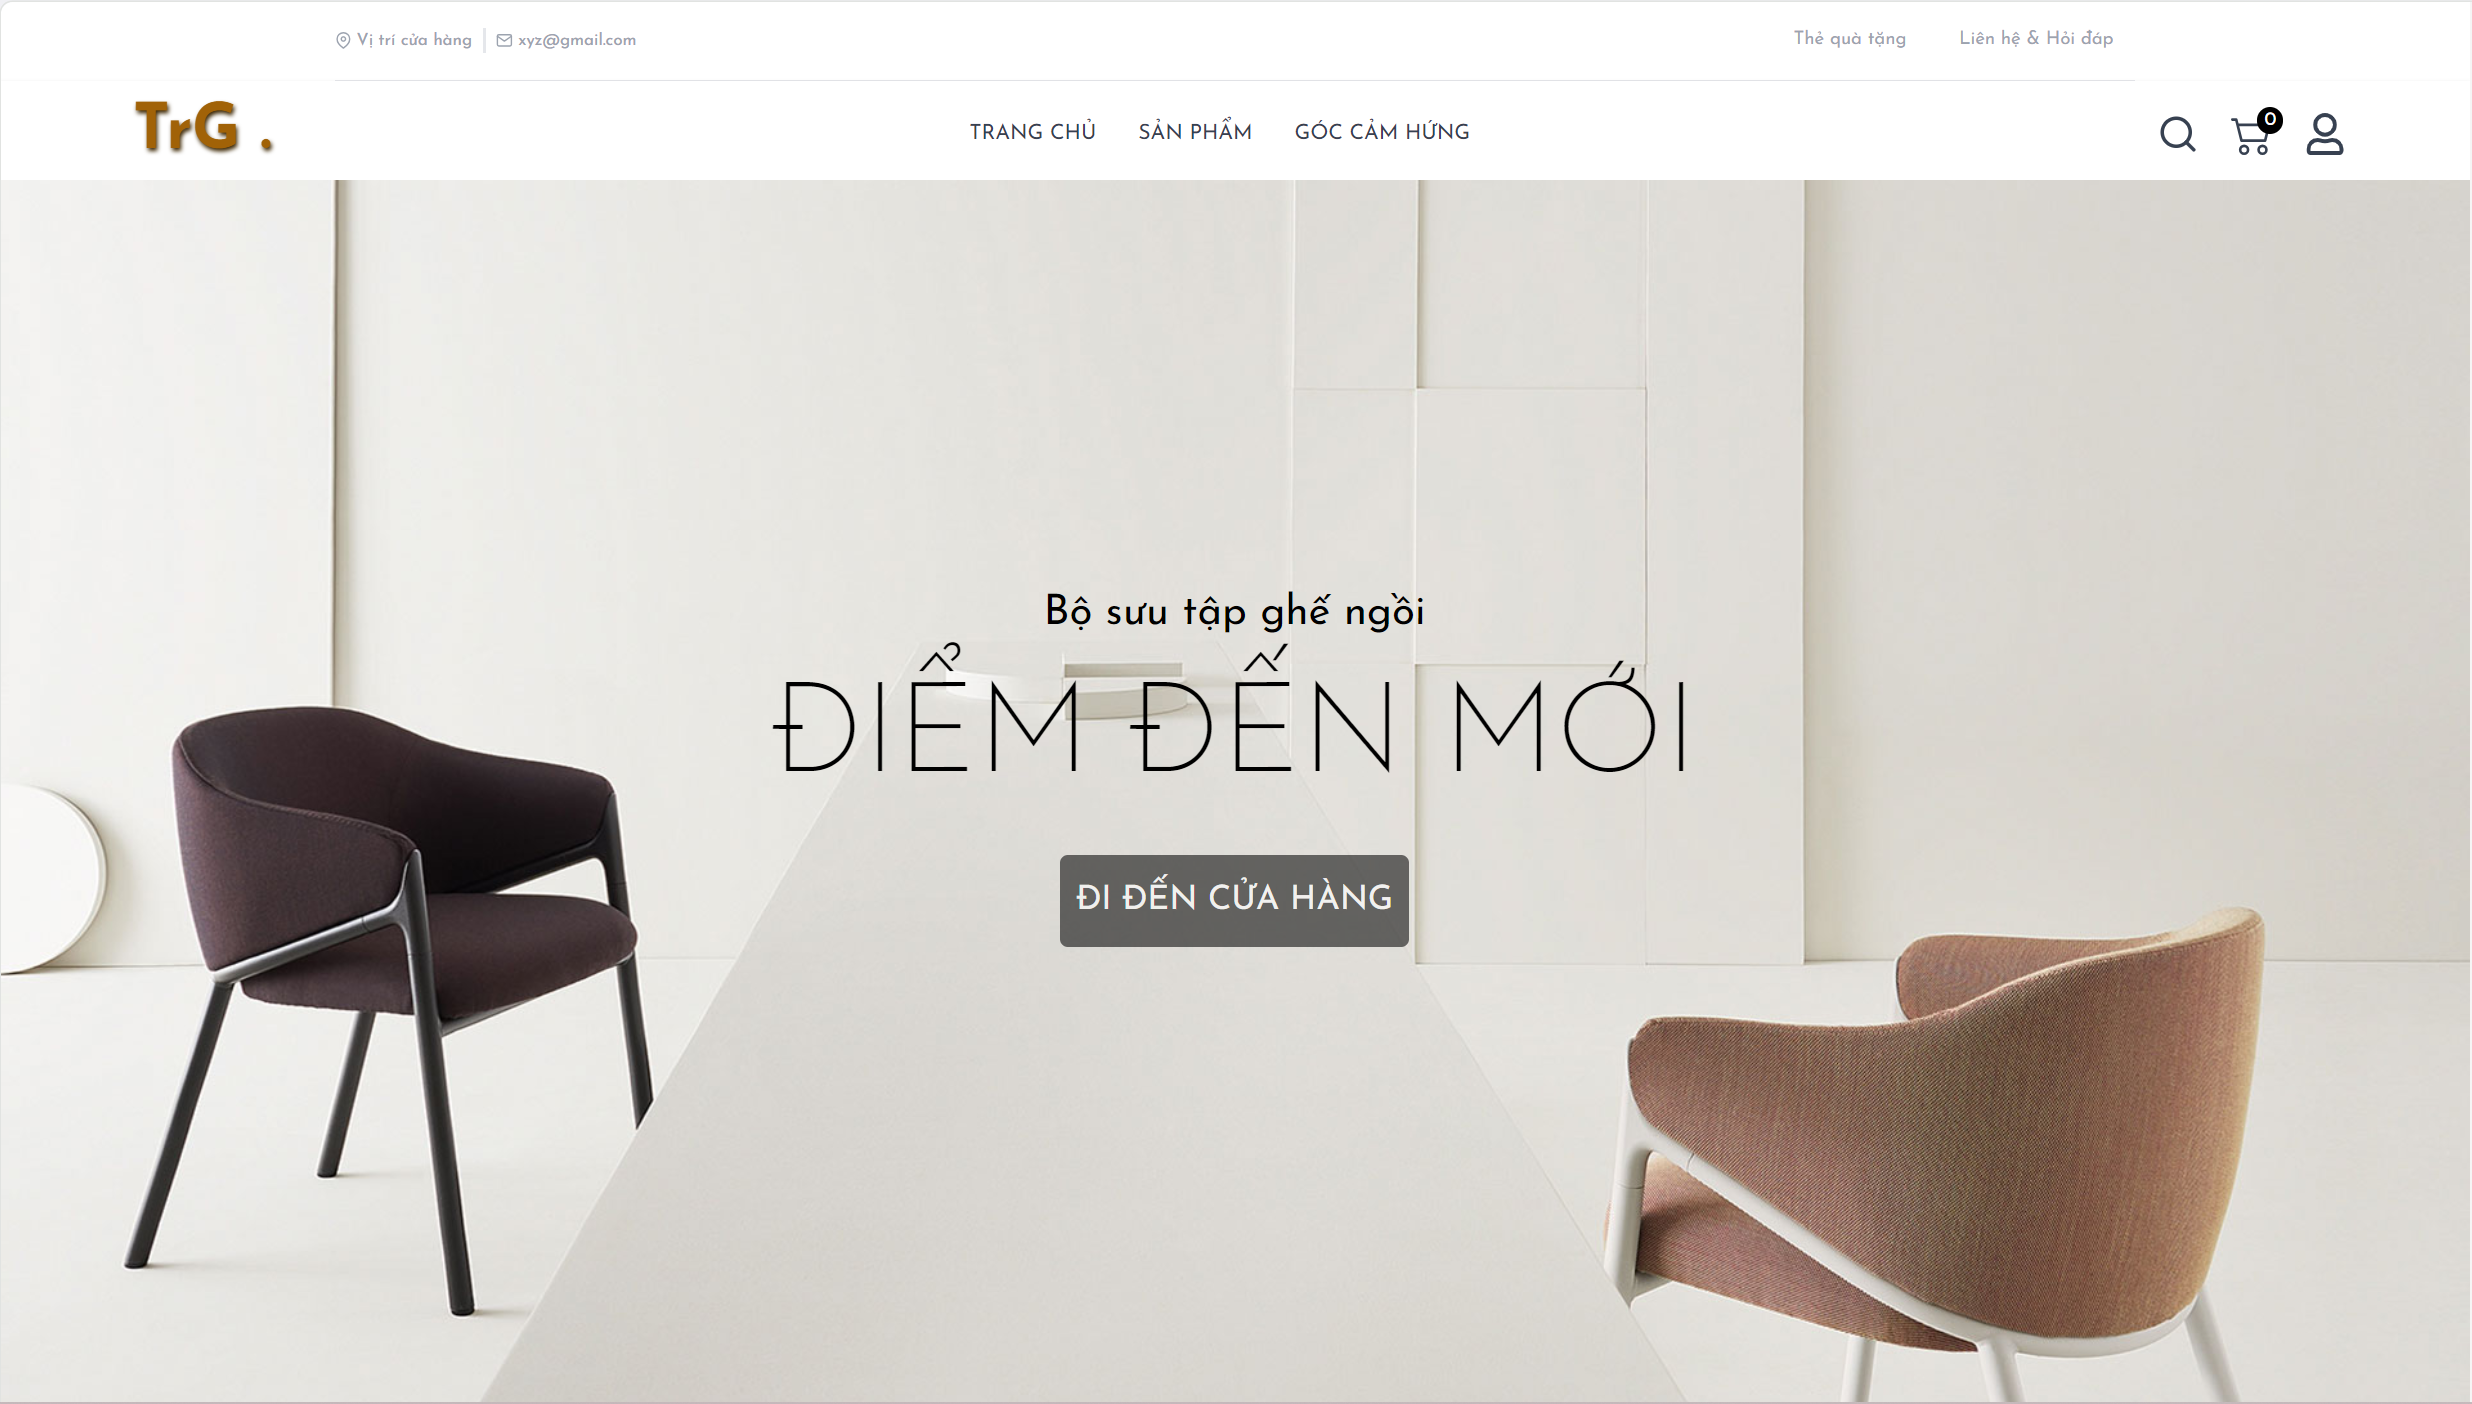 Vị trí cửa hàng
xyz@gmail.com
Thẻ quà tặng
Liên hệ & Hỏi đáp
TrG .
TRANG CHỦ
SẢN PHẨM
GÓC CẢM HỨNG
0
Bộ sưu tập ghế ngồi
ĐIỂM ĐẾN MỚI
ĐI ĐẾN CỬA HÀNG